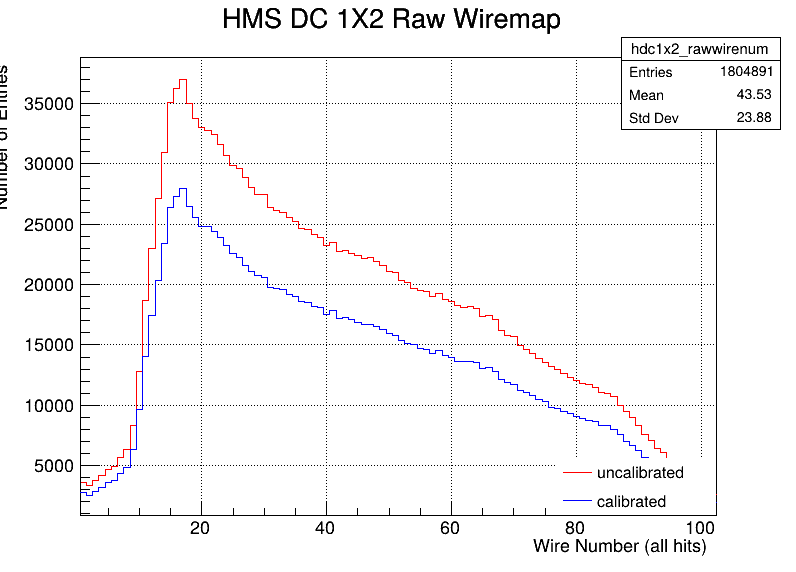 HMS DC 1X2 Raw Wiremap
hdc1x2_rawwirenum
Entries 1804891
Mean 43.53
Std Dev 23.88
Number of Entries
35000
30000
25000
20000
15000
10000
5000
uncalibrated
calibrated
20 40 60 80 100
Wire Number (all hits)